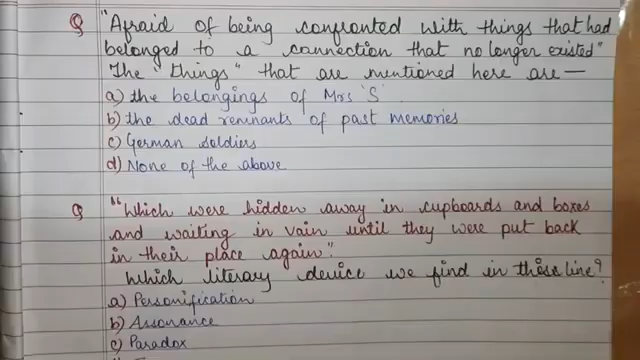 Q "Afraid of being confronted with things that had
belonged to a connection that no longer existed"
The "things" that are mentioned here are —
a) the belongings of Mrs 'S'.
b) the dead remnants of past memories
c) German soldiers
d) None of the above
Q "Which were hidden away in cupboards and boxes
and waiting in vain until they were put back
in their place again".
Which literary device we find in these line?
a) Personification
b) Assonance
c) Paradox